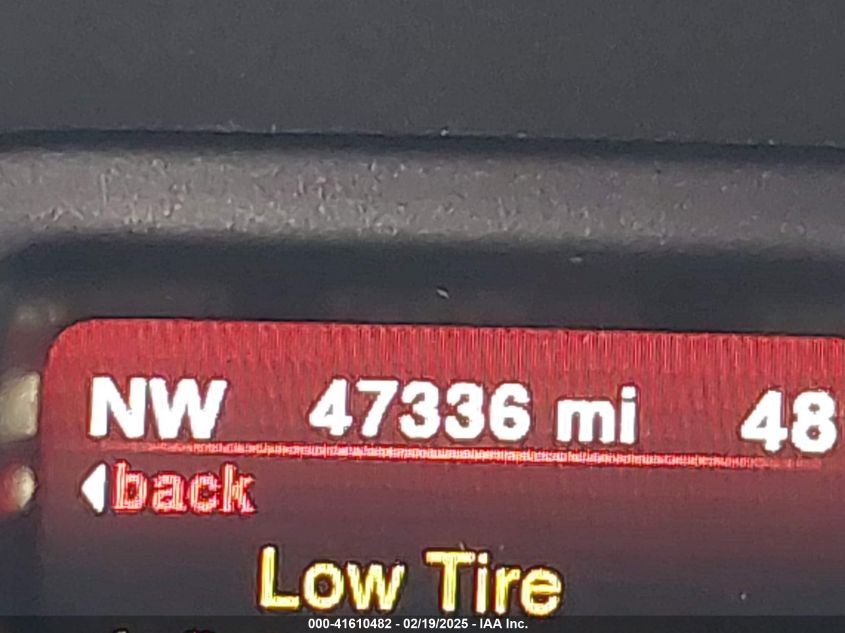 NW 47336 mi 48
back
Low Tire
000-41610482 - 02/19/2025 - IAA Inc.